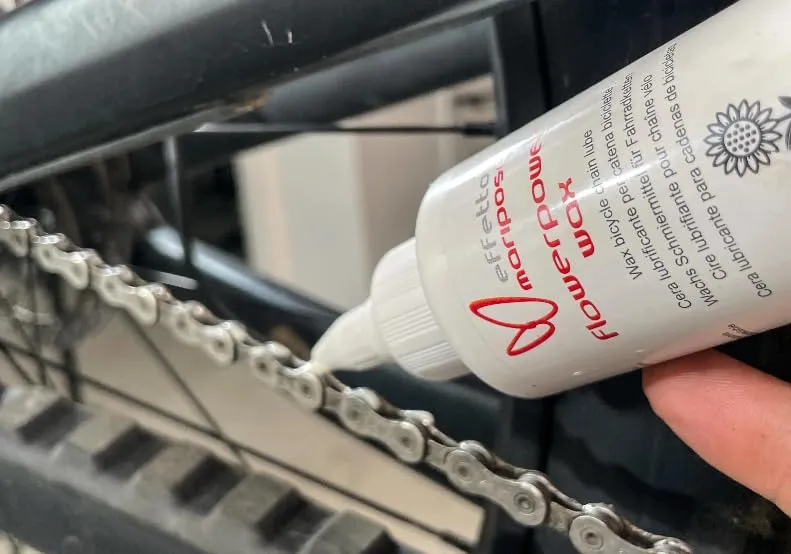 effetto
mariposa
flowerpower
wax
Wax bicycle chain lube
Cera lubrificante per catena bicicletta
Wachs Schmiermittel für Fahrradketten
Cire lubrifiante pour chaîne vélo
Cera lubricante para cadenas de bicicletas